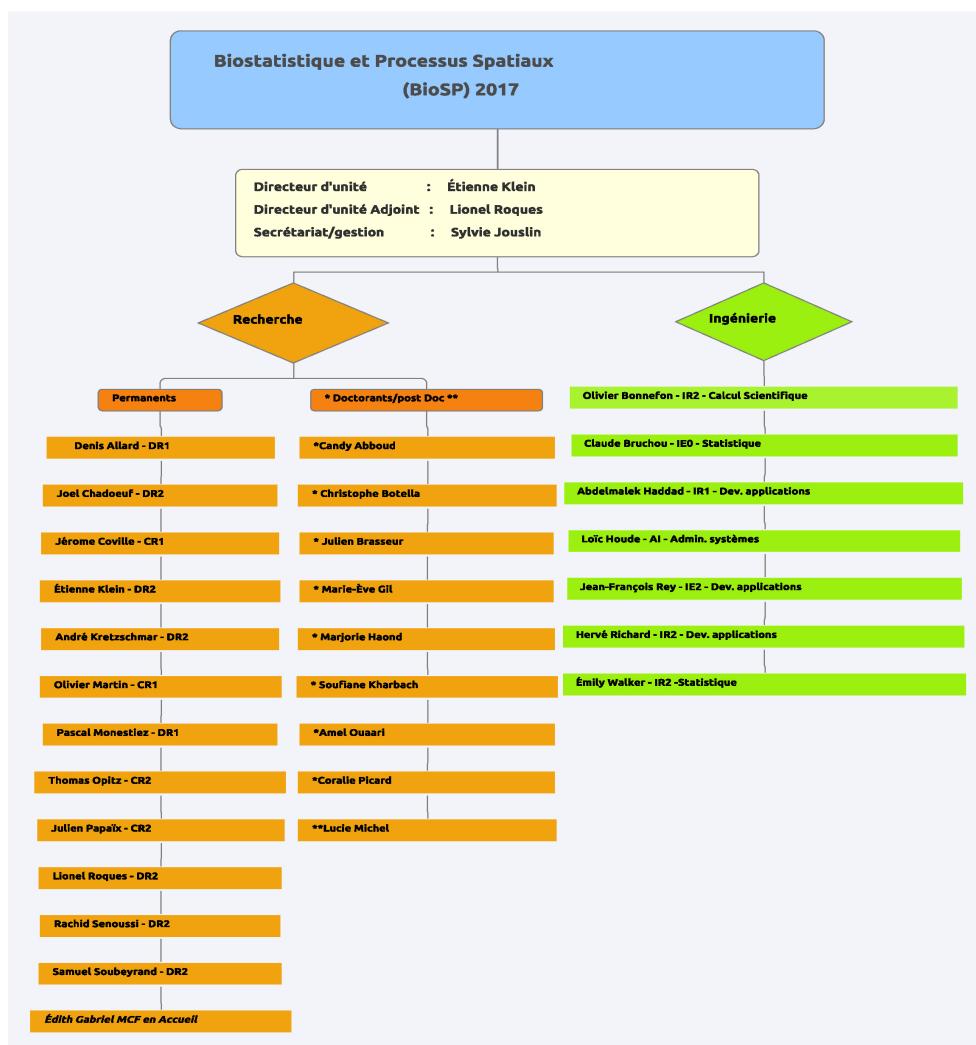 Biostatistique et Processus Spatiaux
(BioSP) 2017
Directeur d'unité : Étienne Klein
Directeur d'unité Adjoint : Lionel Roques
Secrétariat/gestion : Sylvie Jouslin
Recherche
Ingénierie
Permanents
Denis Allard - DR1
Joel Chadoeuf - DR2
Jérome Coville - CR1
Étienne Klein - DR2
André Kretzschmar - DR2
Olivier Martin - CR1
Pascal Monestiez - DR1
Thomas Opitz - CR2
Julien Papaïx - CR2
Lionel Roques - DR2
Rachid Senoussi - DR2
Samuel Soubeyrand - DR2
Édith Gabriel MCF en Accueil
* Doctorants/post Doc **
*Candy Abboud
* Christophe Botella
* Julien Brasseur
* Marie-Ève Gil
* Marjorie Haond
* Soufiane Kharbach
*Amel Ouaari
*Coralie Picard
**Lucie Michel
Olivier Bonnefon - IR2 - Calcul Scientifique
Claude Bruchou - IE0 - Statistique
Abdelmalek Haddad - IR1 - Dev. applications
Loïc Houde - AI - Admin. systèmes
Jean-François Rey - IE2 - Dev. applications
Hervé Richard - IR2 - Dev. applications
Émily Walker - IR2 -Statistique